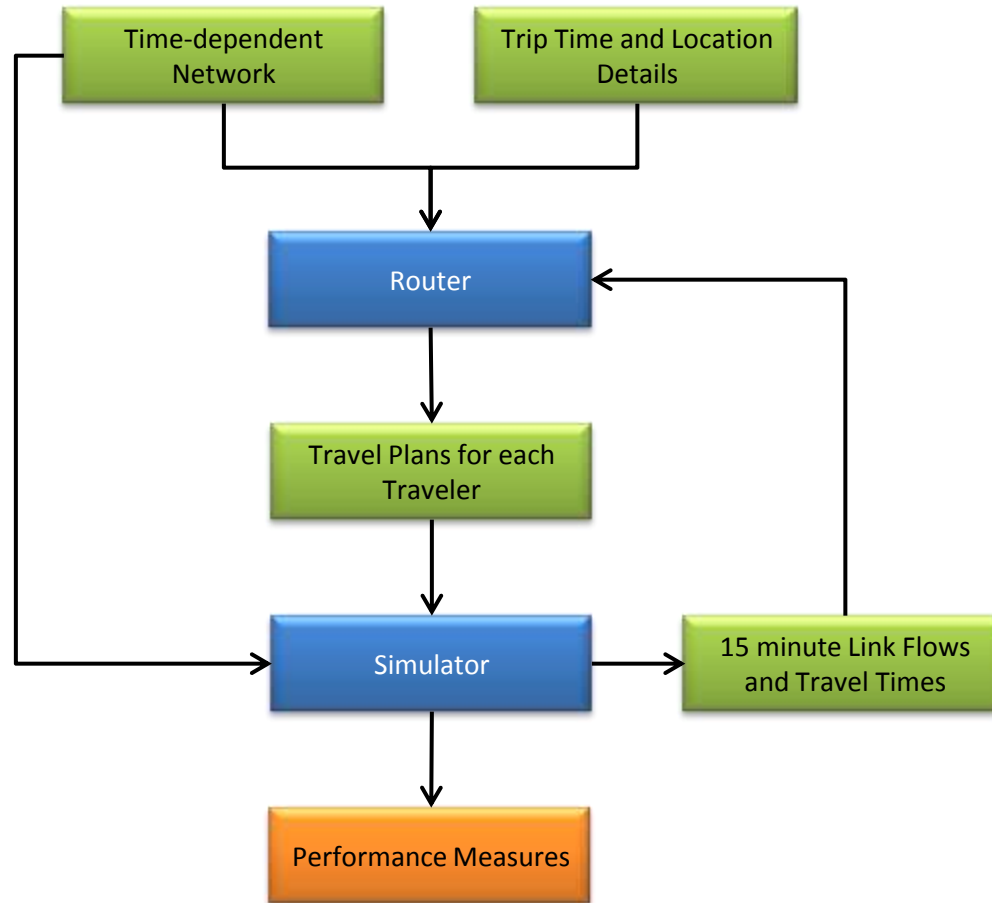 Time-dependent
Network
Trip Time and Location
Details
Router
Travel Plans for each
Traveler
Simulator
15 minute Link Flows
and Travel Times
Performance Measures